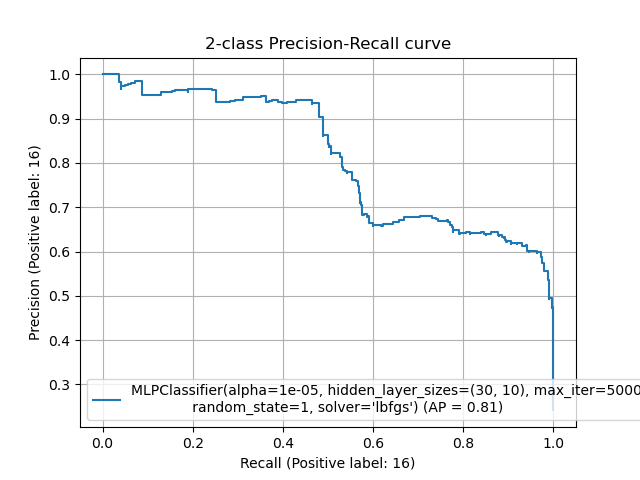 2-class Precision-Recall curve
1.0
0.9
0.8
0.7
0.6
0.5
0.4
0.3
Precision (Positive label: 16)
MLPClassifier(alpha=1e-05, hidden_layer_sizes=(30, 10), max_iter=5000
random_state=1, solver='lbfgs') (AP = 0.81)
0.0 0.2 0.4 0.6 0.8 1.0
Recall (Positive label: 16)